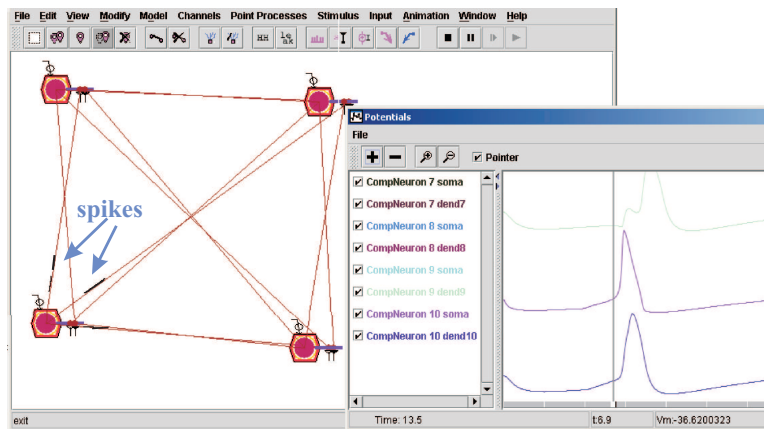 File Edit View Modify Model Channels Point Processes Stimulus Input Animation Window Help
HH
leak
spikes
exit
Potentials
File
Pointer
CompNeuron 7 soma
CompNeuron 7 dend7
CompNeuron 8 soma
CompNeuron 8 dend8
CompNeuron 9 soma
CompNeuron 9 dend9
CompNeuron 10 soma
CompNeuron 10 dend10
Time: 13.5
t:6.9
Vm:-36.6200323